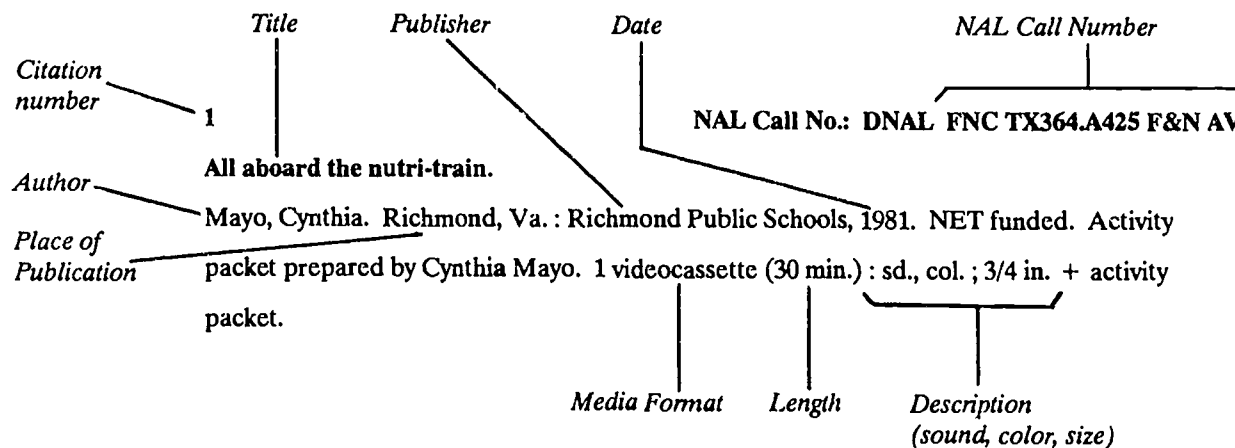 Title Publisher Date NAL Call Number
Citation
number
1 NAL Call No.: DNAL FNC TX364.A425 F&N AV
All aboard the nutri-train.
Author
Mayo, Cynthia. Richmond, Va. : Richmond Public Schools, 1981. NET funded. Activity
Place of
Publication
packet prepared by Cynthia Mayo. 1 videocassette (30 min.) : sd., col. ; 3/4 in. + activity
packet.
Media Format Length Description
(sound, color, size)